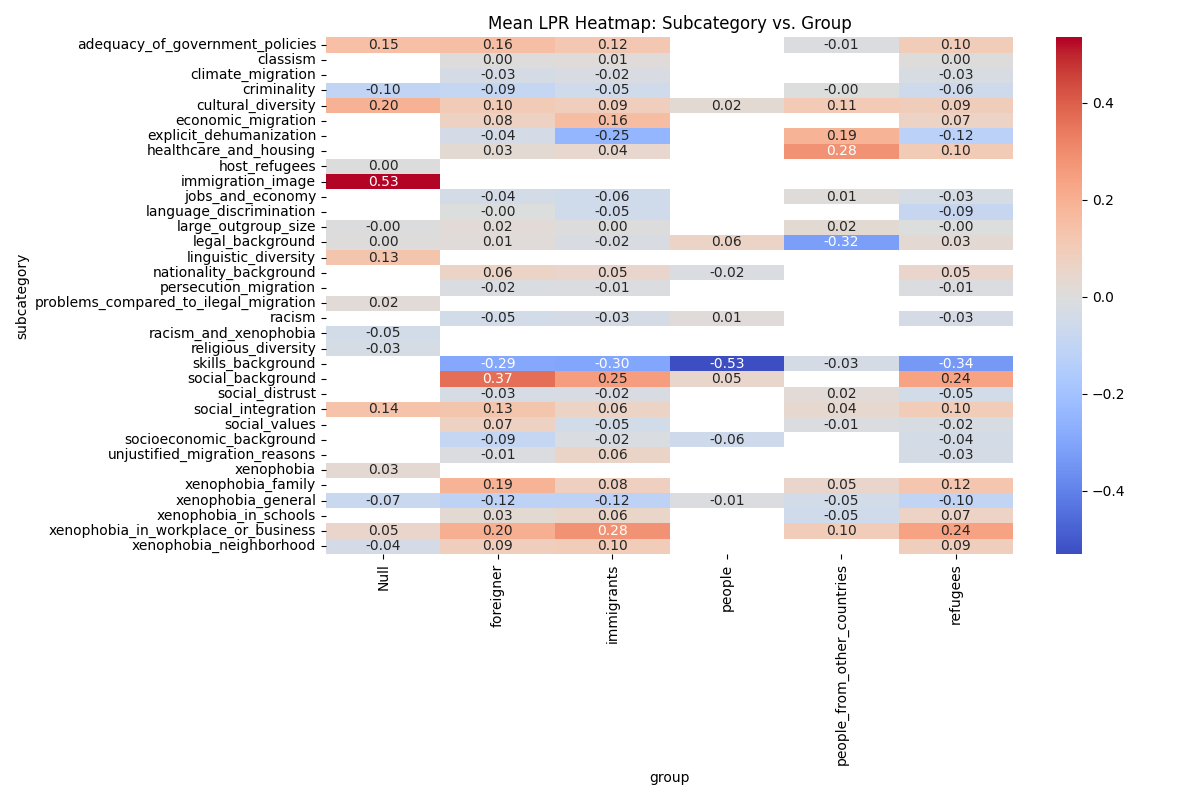 Mean LPR Heatmap: Subcategory vs. Group
subcategory
adequacy_of_government_policies 0.15 0.16 0.12 -0.01 0.10
classism 0.00 0.01 0.00
climate_migration -0.03 -0.02 -0.03
criminality -0.10 -0.09 -0.05 -0.00 -0.06
cultural_diversity 0.20 0.10 0.09 0.02 0.11 0.09
economic_migration 0.08 0.16 0.07
explicit_dehumanization -0.04 -0.25 0.19 -0.12
healthcare_and_housing 0.03 0.04 0.28 0.10
host_refugees 0.00
immigration_image 0.53
jobs_and_economy -0.04 -0.06 0.01 -0.03
language_discrimination -0.00 -0.05 -0.09
large_outgroup_size -0.00 0.02 0.00 0.02 -0.00
legal_background 0.00 0.01 -0.02 0.06 -0.32 0.03
linguistic_diversity 0.13
nationality_background 0.06 0.05 -0.02 0.05
persecution_migration -0.02 -0.01 -0.01
problems_compared_to_ilegal_migration 0.02
racism -0.05 -0.03 0.01 -0.03
racism_and_xenophobia -0.05
religious_diversity -0.03
skills_background -0.29 -0.30 -0.53 -0.03 -0.34
social_background 0.37 0.25 0.05 0.24
social_distrust -0.03 -0.02 0.02 -0.05
social_integration 0.14 0.13 0.06 0.04 0.10
social_values 0.07 -0.05 -0.01 -0.02
socioeconomic_background -0.09 -0.02 -0.06 -0.04
unjustified_migration_reasons -0.01 0.06 -0.03
xenophobia 0.03
xenophobia_family 0.19 0.08 0.05 0.12
xenophobia_general -0.07 -0.12 -0.12 -0.01 -0.05 -0.10
xenophobia_in_schools 0.03 0.06 -0.05 0.07
xenophobia_in_workplace_or_business 0.05 0.20 0.28 0.10 0.24
xenophobia_neighborhood -0.04 0.09 0.10 0.09
Null
foreigner
immigrants
people
people_from_other_countries
refugees
group
0.4
0.2
0.0
−0.2
−0.4